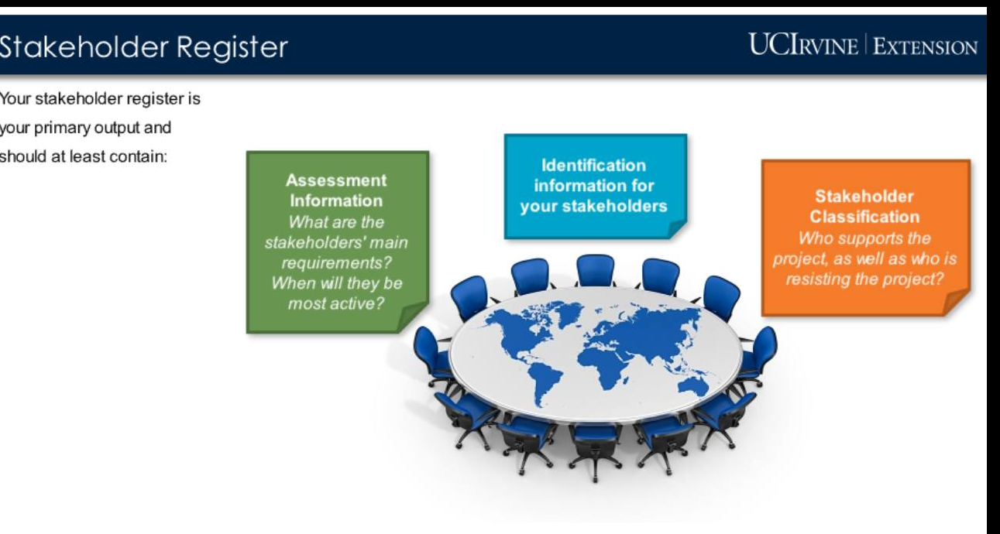 Stakeholder Register
UCIRVINE | EXTENSION
Your stakeholder register is
your primary output and
should at least contain:
Assessment
Information
What are the
stakeholders' main
requirements?
When will they be
most active?
Identification
information for
your stakeholders
Stakeholder
Classification
Who supports the
project, as well as who is
resisting the project?